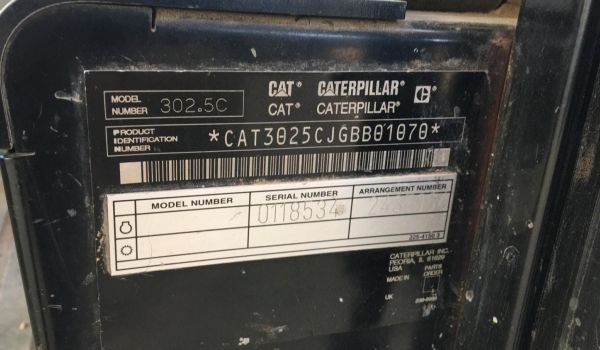 CAT® CATERPILLAR® C
MODEL NUMBER 302.5C
CAT® CATERPILLAR®
PRODUCT IDENTIFICATION NUMBER *CAT3025CJGBB01070*
MODEL NUMBER SERIAL NUMBER ARRANGEMENT NUMBER
0118534
CATERPILLAR INC.
PEORIA, IL 61629
USA
PARTS ORDER
MADE IN
UK